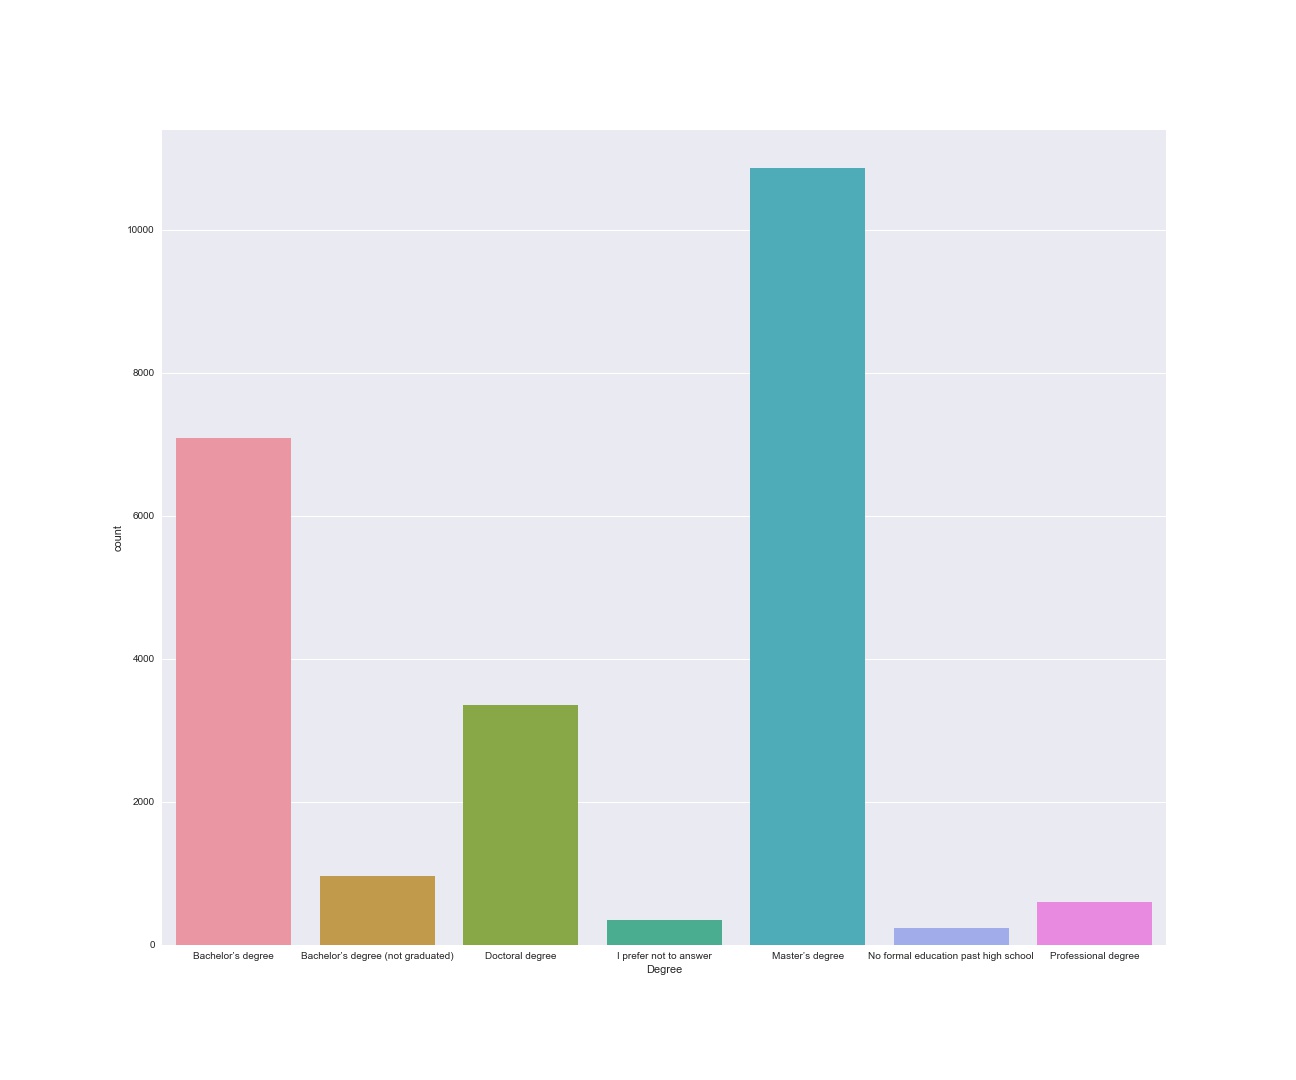 10000
8000
6000
4000
2000
0
count
Bachelor's degree
Bachelor's degree (not graduated)
Doctoral degree
I prefer not to answer
Master's degree
No formal education past high school
Professional degree
Degree